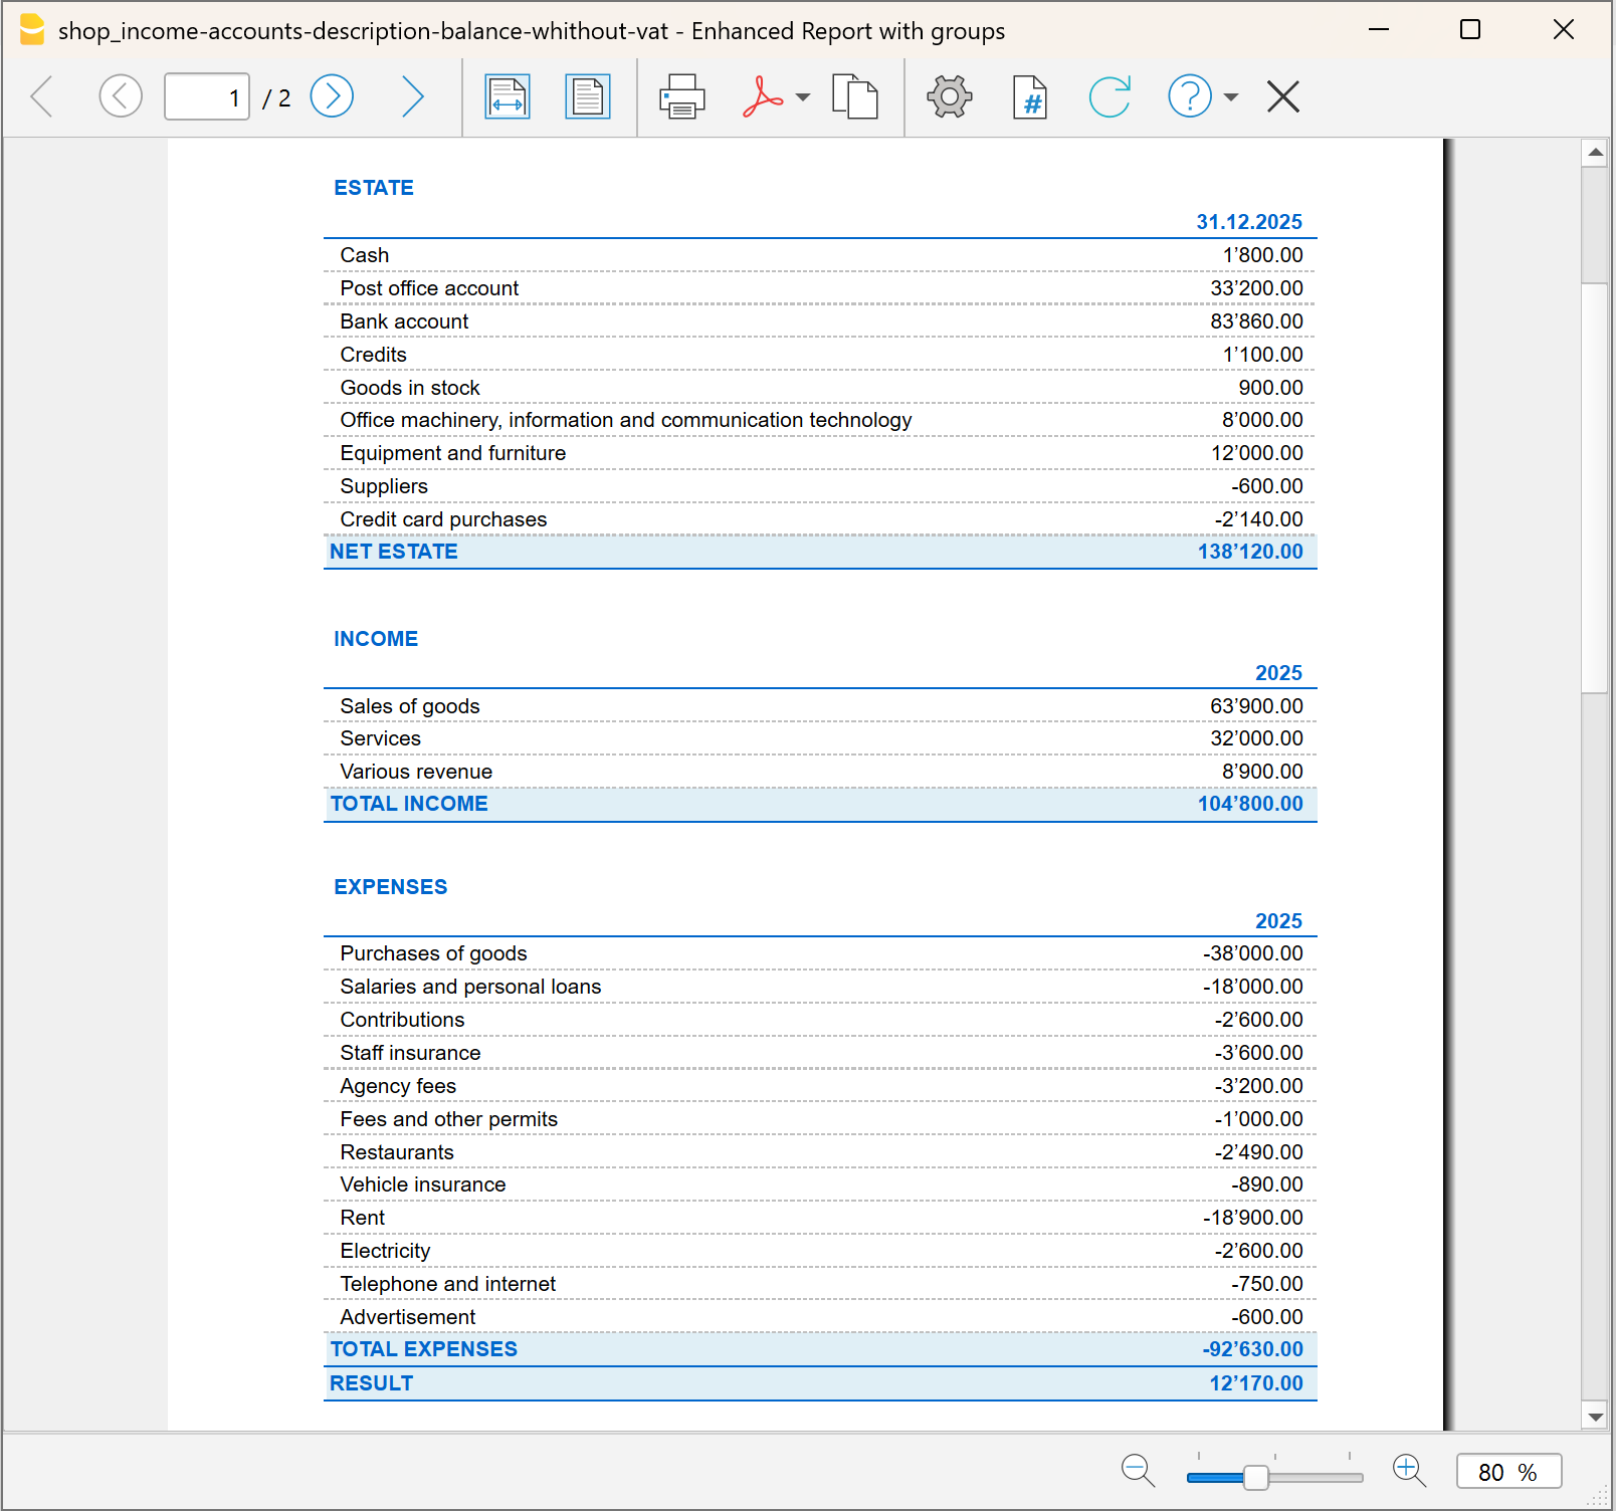 shop_income-accounts-description-balance-whithout-vat - Enhanced Report with groups
1 / 2
#
?
ESTATE
31.12.2025
Cash 1’800.00
Post office account 33’200.00
Bank account 83’860.00
Credits 1’100.00
Goods in stock 900.00
Office machinery, information and communication technology 8’000.00
Equipment and furniture 12’000.00
Suppliers -600.00
Credit card purchases -2’140.00
NET ESTATE 138’120.00
INCOME
2025
Sales of goods 63’900.00
Services 32’000.00
Various revenue 8’900.00
TOTAL INCOME 104’800.00
EXPENSES
2025
Purchases of goods -38’000.00
Salaries and personal loans -18’000.00
Contributions -2’600.00
Staff insurance -3’600.00
Agency fees -3’200.00
Fees and other permits -1’000.00
Restaurants -2’490.00
Vehicle insurance -890.00
Rent -18’900.00
Electricity -2’600.00
Telephone and internet -750.00
Advertisement -600.00
TOTAL EXPENSES -92’630.00
RESULT 12’170.00
80 %